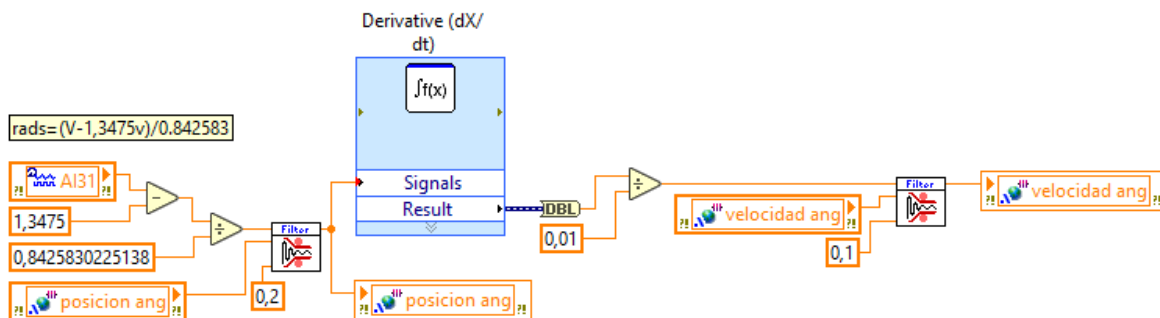 Derivative (dX/
dt)
∫f(x)
rads=(V-1,3475v)/0.842583
AI31
1,3475
0,8425830225138
posicion ang
Filter
0,2
Signals
Result
DBL
0,01
posicion ang
velocidad ang
0,1
Filter
velocidad ang